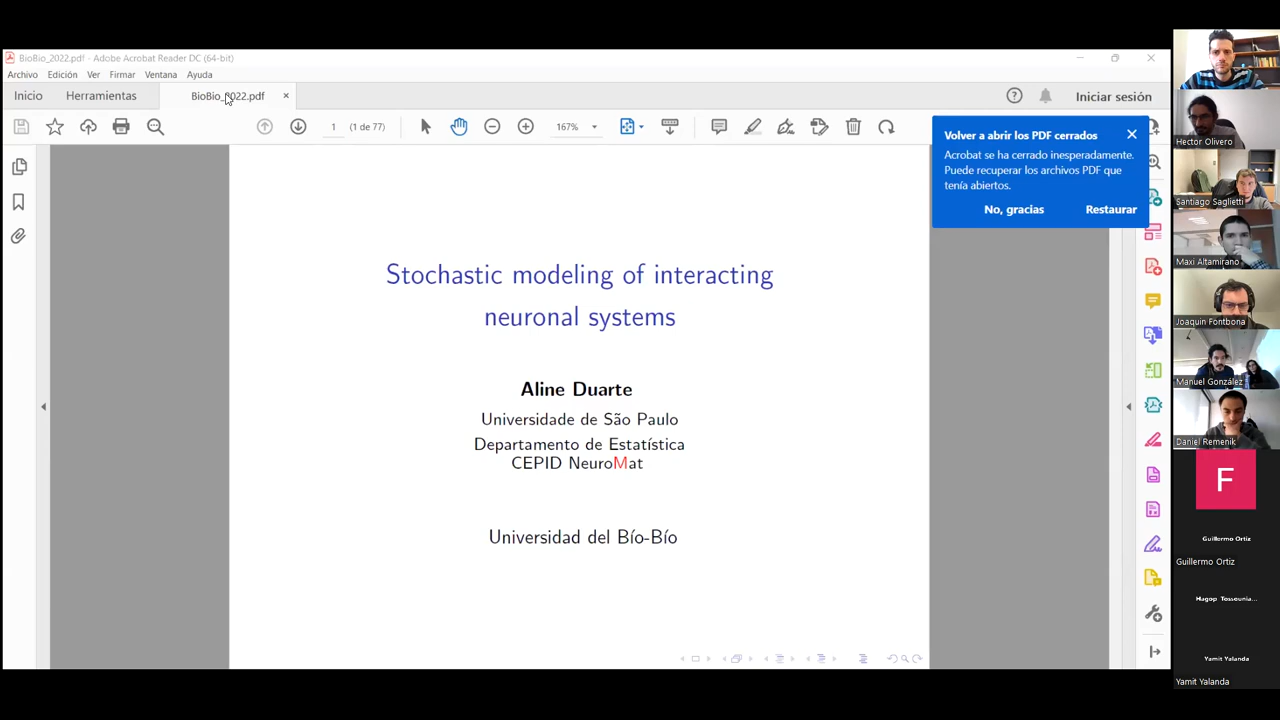 BioBio_2022.pdf - Adobe Acrobat Reader DC (64-bit)
Archivo Edición Ver Firmar Ventana Ayuda
Inicio Herramientas BioBio_2022.pdf × Iniciar sesión
1 (1 de 77) 167%
Volver a abrir los PDF cerrados
Acrobat se ha cerrado inesperadamente.
Puede recuperar los archivos PDF que
tenía abiertos.
No, gracias Restaurar
Stochastic modeling of interacting
neuronal systems
Aline Duarte
Universidade de São Paulo
Departamento de Estatística
CEPID NeuroMat
Universidad del Bío-Bío
Hector Olivero
Santiago Saglietti
Maxi Altamirano
Joaquin Fontbona
Manuel González
Daniel Remenik
F
Guillermo Ortiz
Guillermo Ortiz
Yamit Yalanda
Yamit Yalanda